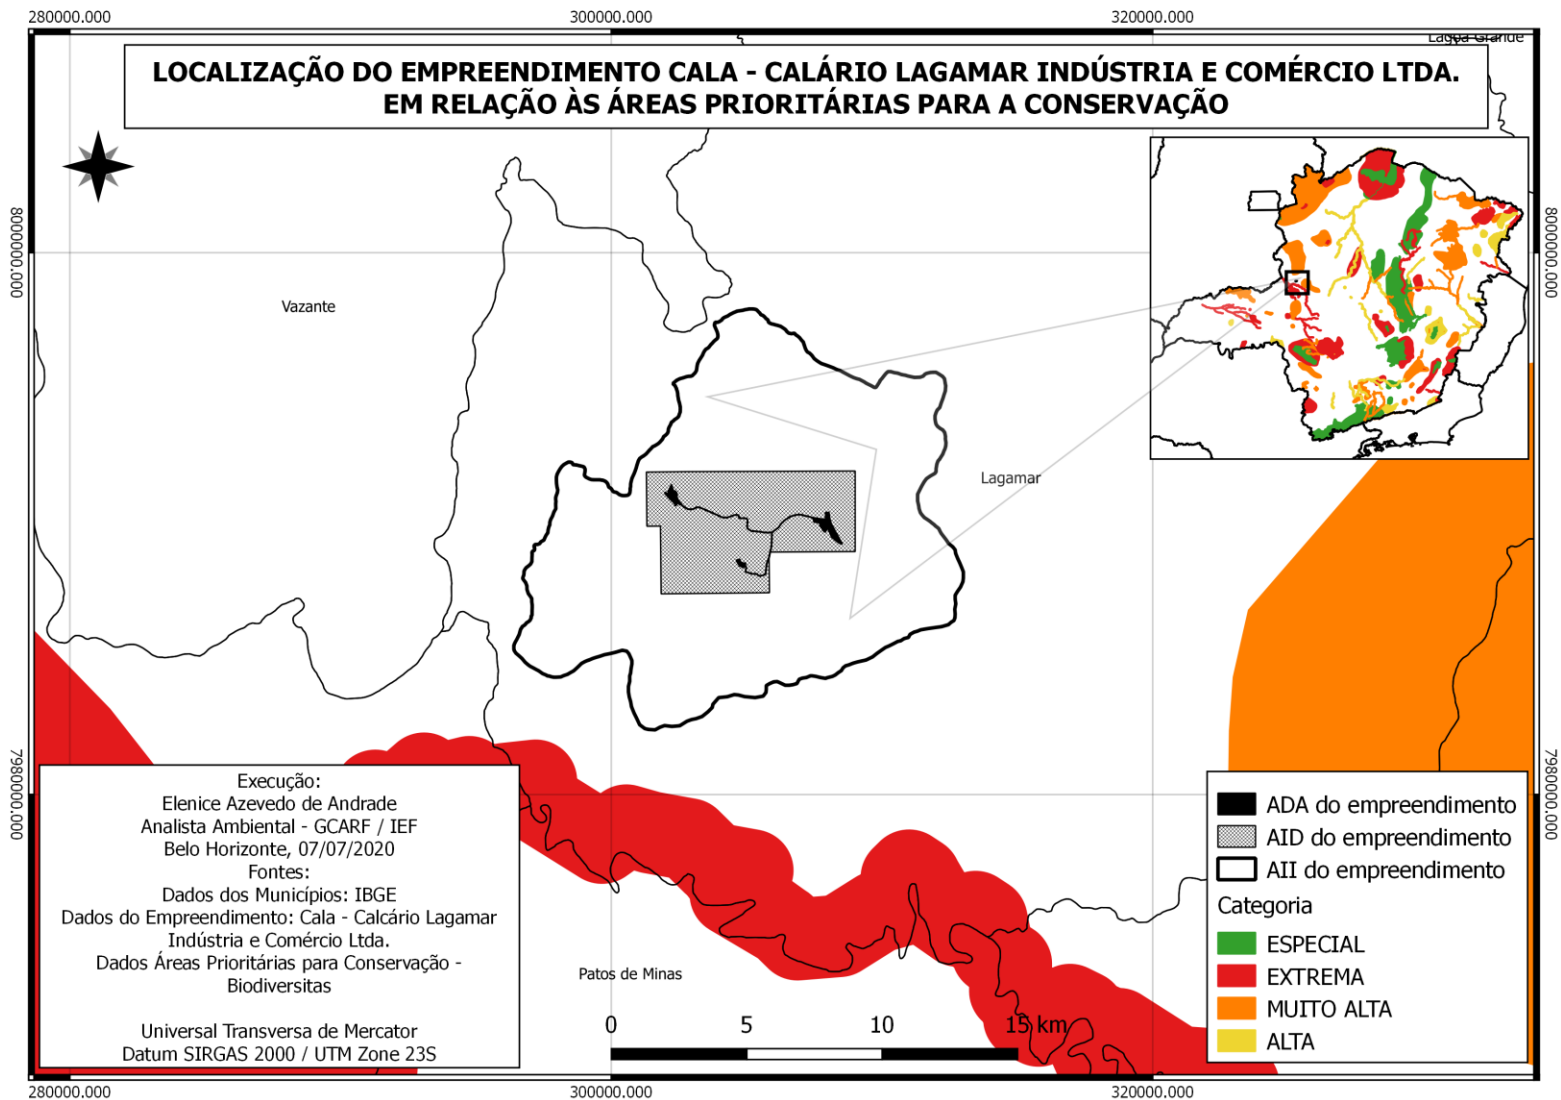 280000.000
300000.000
320000.000
Lagoa Grande
LOCALIZAÇÃO DO EMPREENDIMENTO CALA - CALÁRIO LAGAMAR INDÚSTRIA E COMÉRCIO LTDA.
EM RELAÇÃO ÀS ÁREAS PRIORITÁRIAS PARA A CONSERVAÇÃO
8000000.000
8000000.000
Vazante
Lagamar
7980000.000
7980000.000
Execução:
Elenice Azevedo de Andrade
Analista Ambiental - GCARF / IEF
Belo Horizonte, 07/07/2020
Fontes:
Dados dos Municípios: IBGE
Dados do Empreendimento: Cala - Calcário Lagamar
Indústria e Comércio Ltda.
Dados Áreas Prioritárias para Conservação -
Biodiversitas
Universal Transversa de Mercator
Datum SIRGAS 2000 / UTM Zone 23S
Patos de Minas
0 5 10 15 km
ADA do empreendimento
AID do empreendimento
AII do empreendimento
Categoria
ESPECIAL
EXTREMA
MUITO ALTA
ALTA
280000.000
300000.000
320000.000